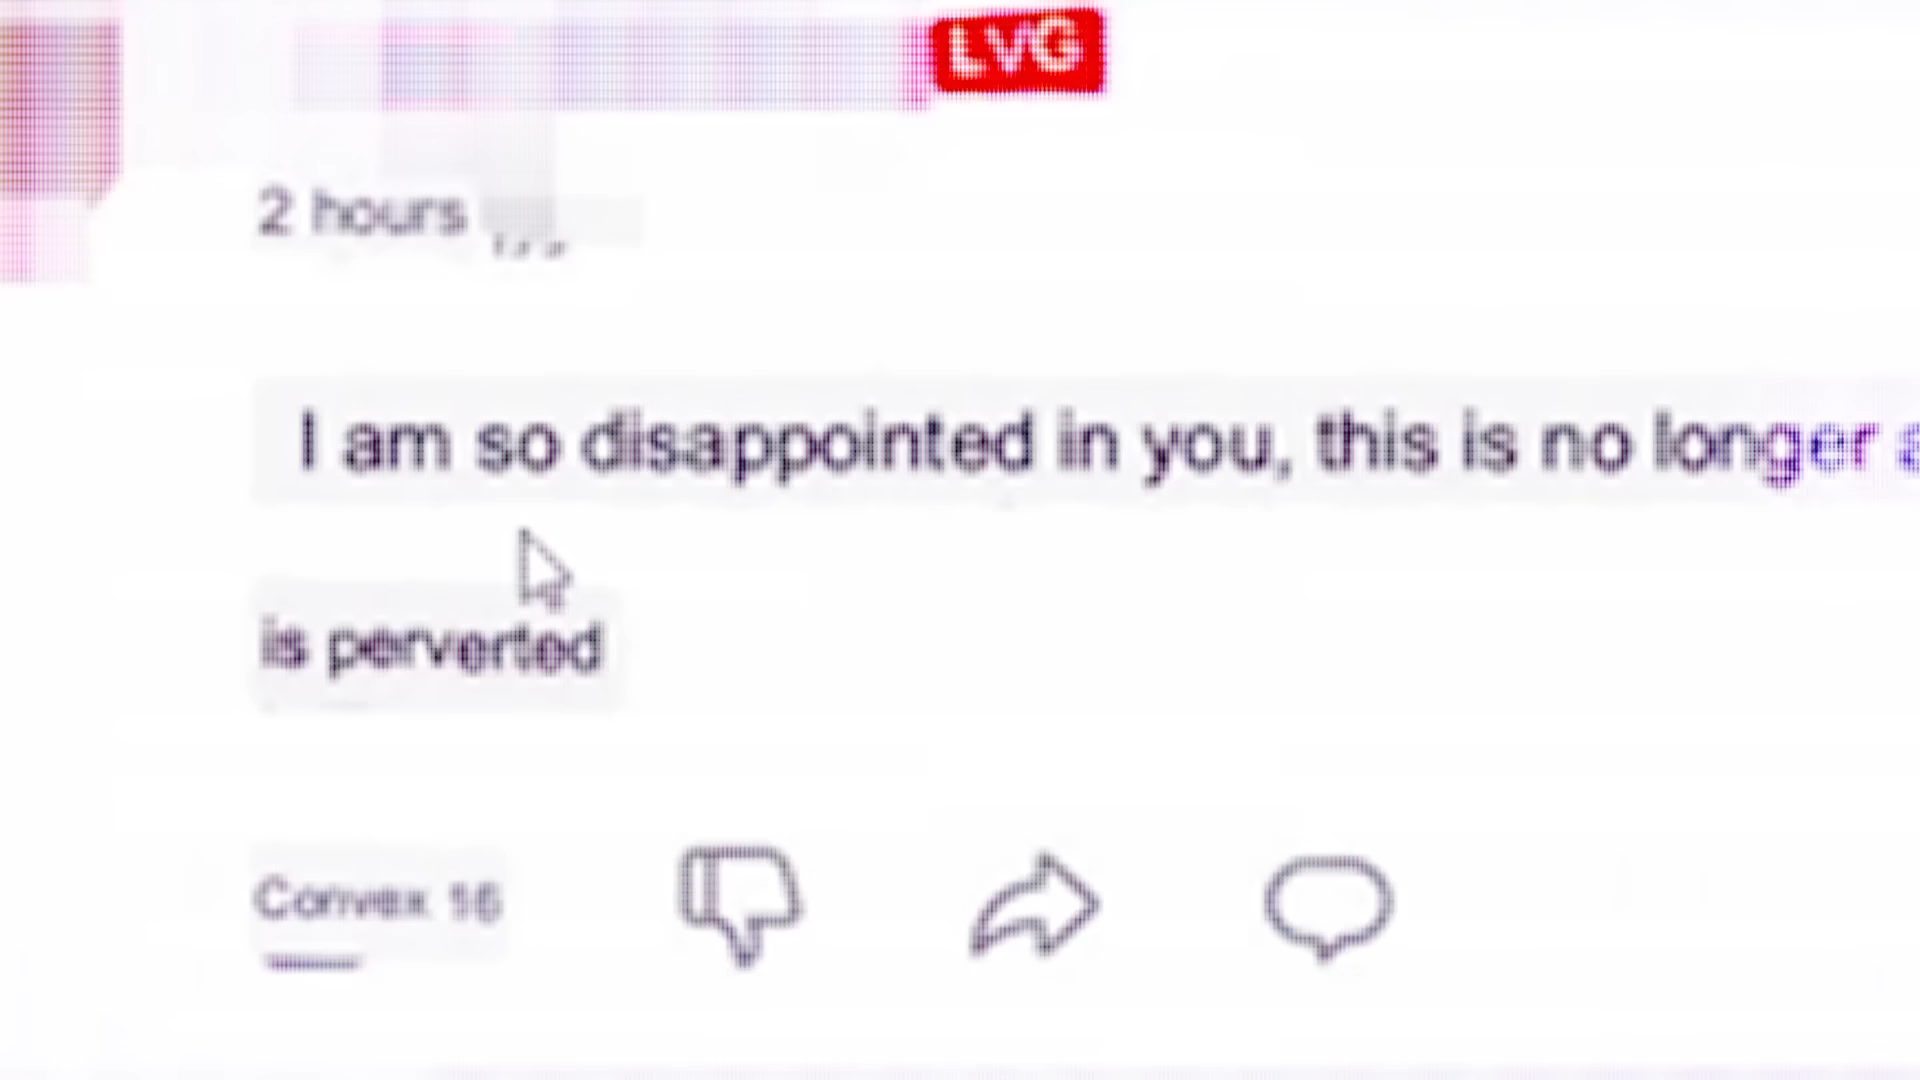 LVG
2 hours
I am so disappointed in you, this is no longer
is perverted
Convex 16